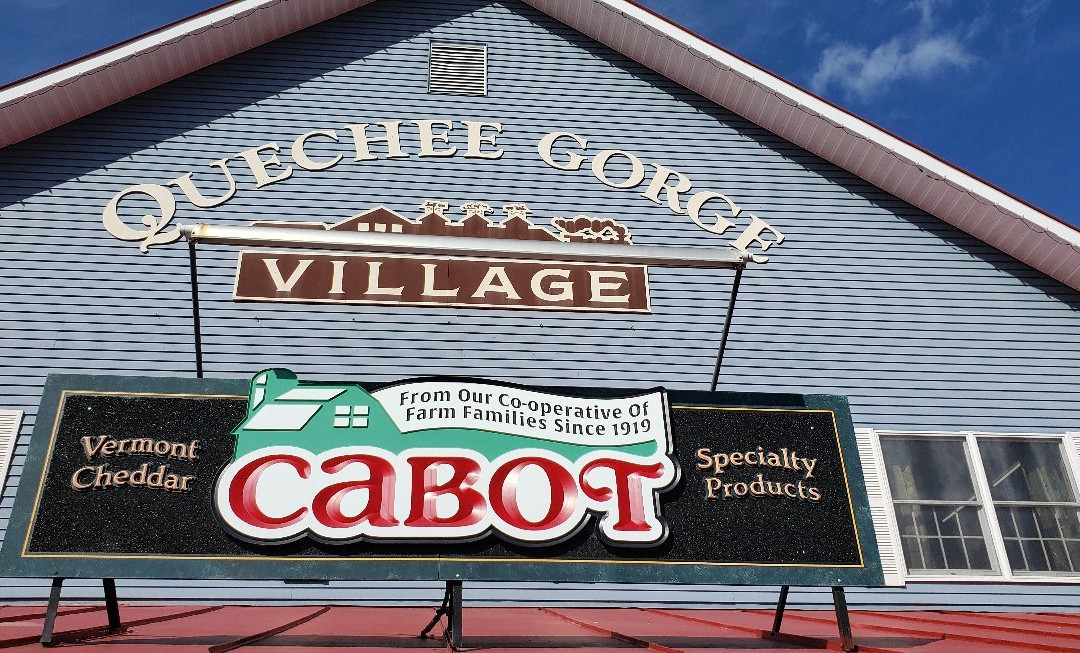 QUECHEE GORGE
VILLAGE
From Our Co-operative Of
Farm Families Since 1919
Vermont
Cheddar
CABOT
Specialty
Products